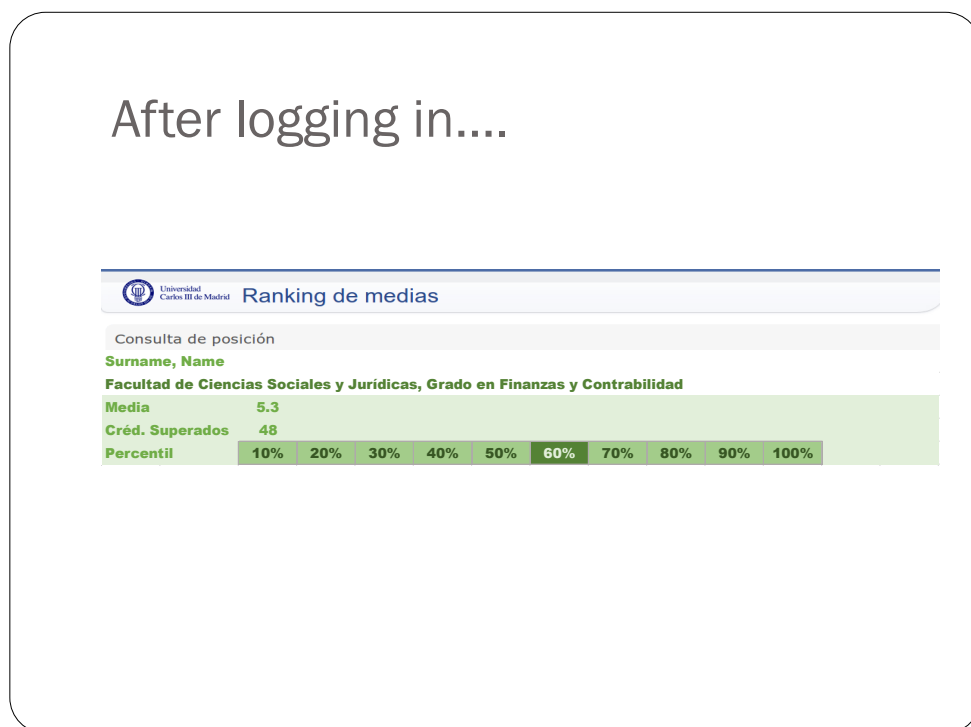 After logging in....
Universidad
Carlos III de Madrid
Ranking de medias
Consulta de posición
Surname, Name
Facultad de Ciencias Sociales y Jurídicas, Grado en Finanzas y Contrabilidad
Media 5.3
Créd. Superados 48
Percentil 10% 20% 30% 40% 50% 60% 70% 80% 90% 100%